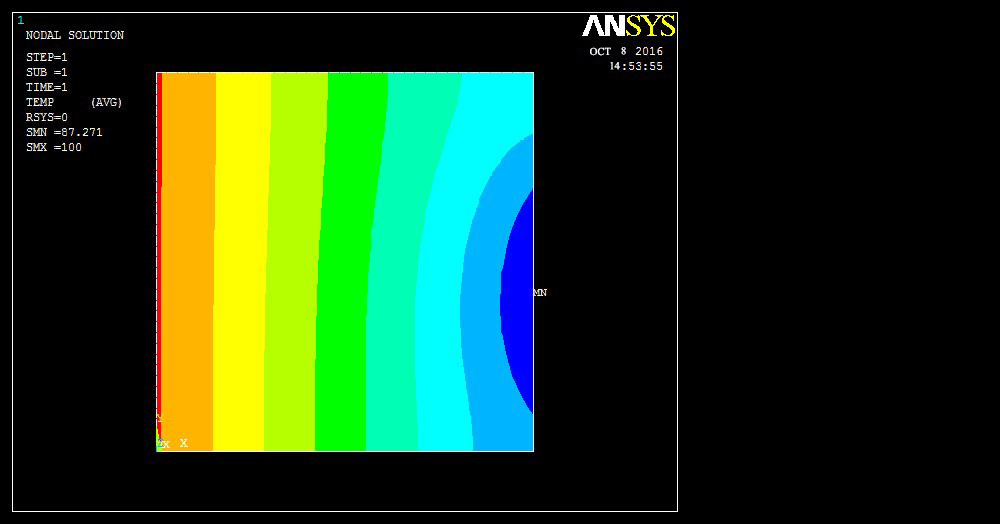 1
ANSYS
NODAL SOLUTION
OCT 8 2016
14:53:55
STEP=1
SUB =1
TIME=1
TEMP (AVG)
RSYS=0
SMN =87.271
SMX =100
MN
X